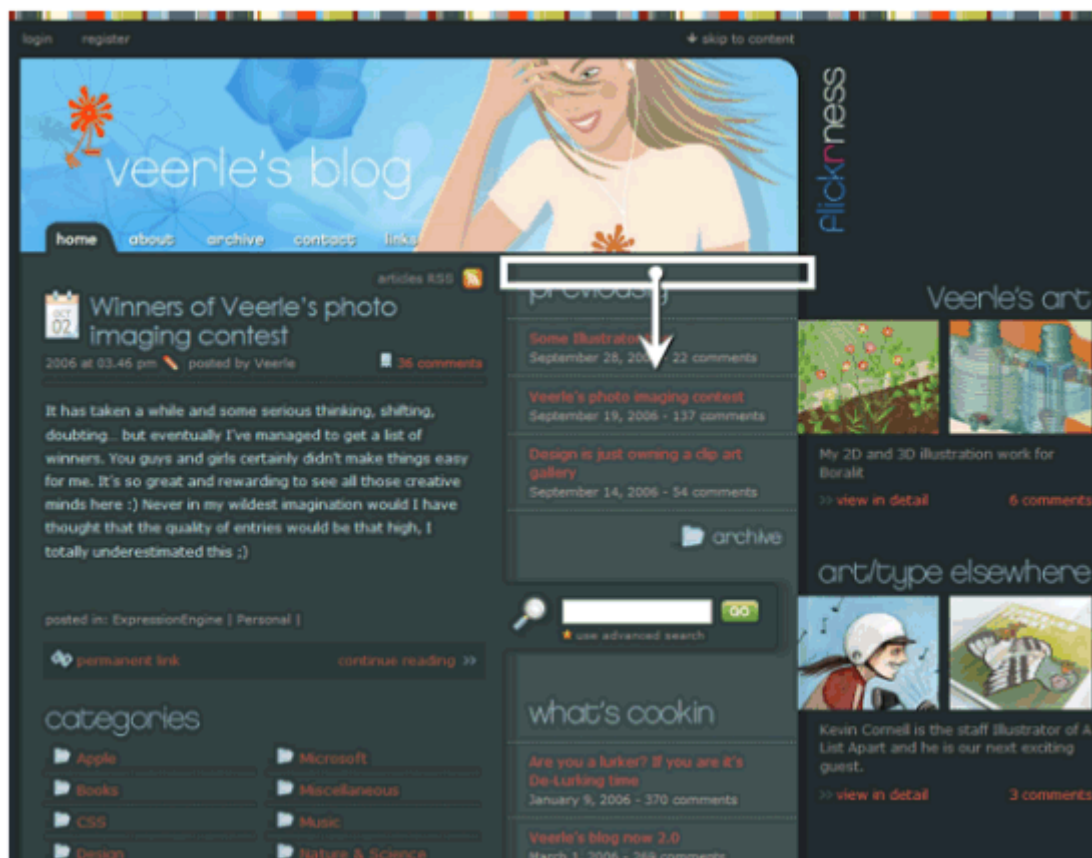 login register
skip to content
veerle's blog
home about archive contact links
flickrness
articles RSS
OCT
02
Winners of Veerle's photo
imaging contest
2006 at 03.46 pm posted by Veerle 36 comments
It has taken a while and some serious thinking, shifting,
doubting... but eventually I've managed to get a list of
winners. You guys and girls certainly didn't make things easy
for me. It's so great and rewarding to see all those creative
minds here :) Never in my wildest imagination would I have
thought that the quality of entries would be that high, I
totally underestimated this ;)
posted in: ExpressionEngine | Personal |
permanent link continue reading >>
categories
Apple Microsoft
Books Miscellaneous
CSS Music
Design Nature & Science
previously
Some Illustrator
September 28, 2006 - 22 comments
Veerle's photo imaging contest
September 19, 2006 - 137 comments
Design is just owning a clip art
gallery
September 14, 2006 - 54 comments
archive
GO
use advanced search
what's cookin
Are you a lurker? If you are it's
De-Lurking time
January 9, 2006 - 370 comments
Veerle's blog now 2.0
March 1, 2006 - 269 comments
Veerle's art
My 2D and 3D illustration work for
Boralit
>> view in detail 6 comments
art/type elsewhere
Kevin Cornell is the staff Illustrator of A
List Apart and he is our next exciting
guest.
>> view in detail 3 comments